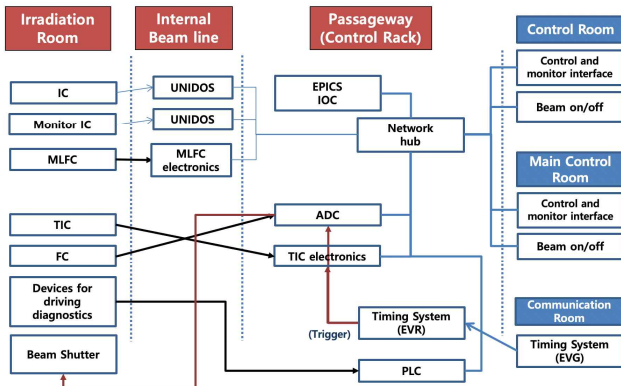 Irradiation
Room
Internal
Beam line
Passageway
(Control Rack)
Control Room
IC
UNIDOS
EPICS
IOC
Control and
monitor interface
Monitor IC
UNIDOS
Network
hub
Beam on/off
MLFC
MLFC
electronics
Main Control
Room
TIC
ADC
Control and
monitor interface
FC
TIC electronics
Beam on/off
Devices for
driving
diagnostics
(Trigger)
Timing System
(EVR)
Communication
Room
Beam Shutter
PLC
Timing System
(EVG)